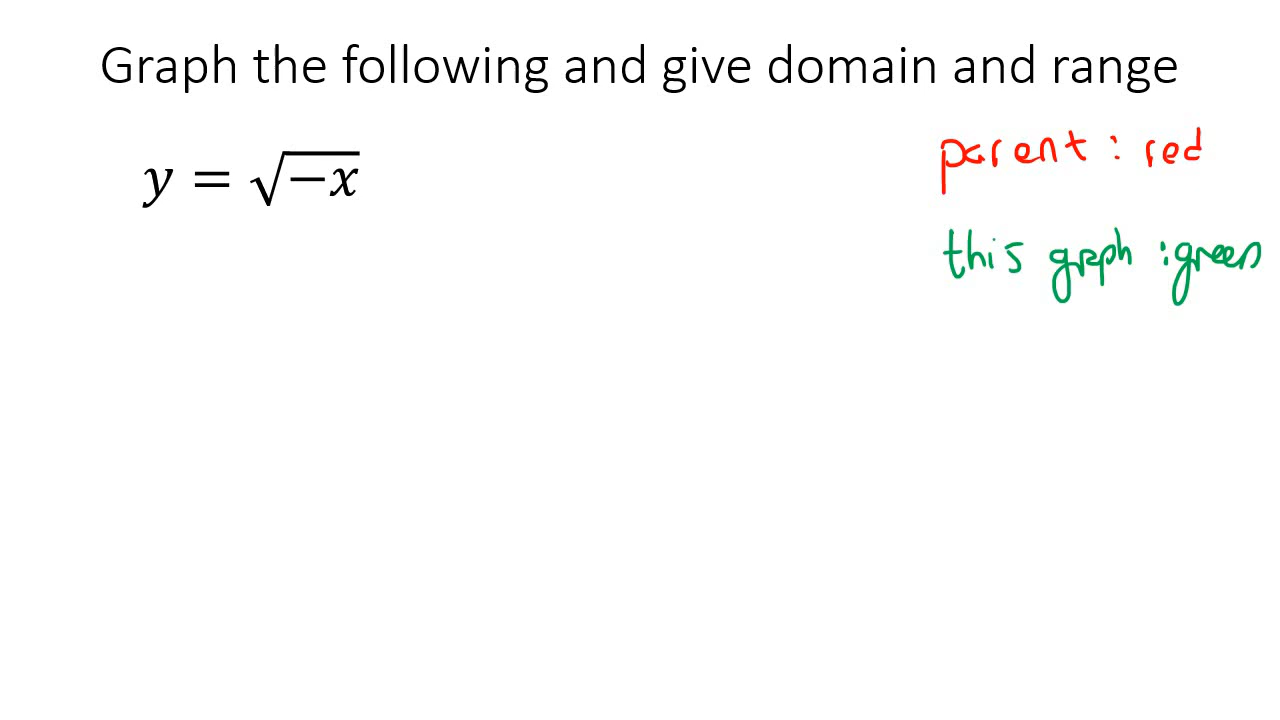 Graph the following and give domain and range
y = √−x
parent : red
this graph : green